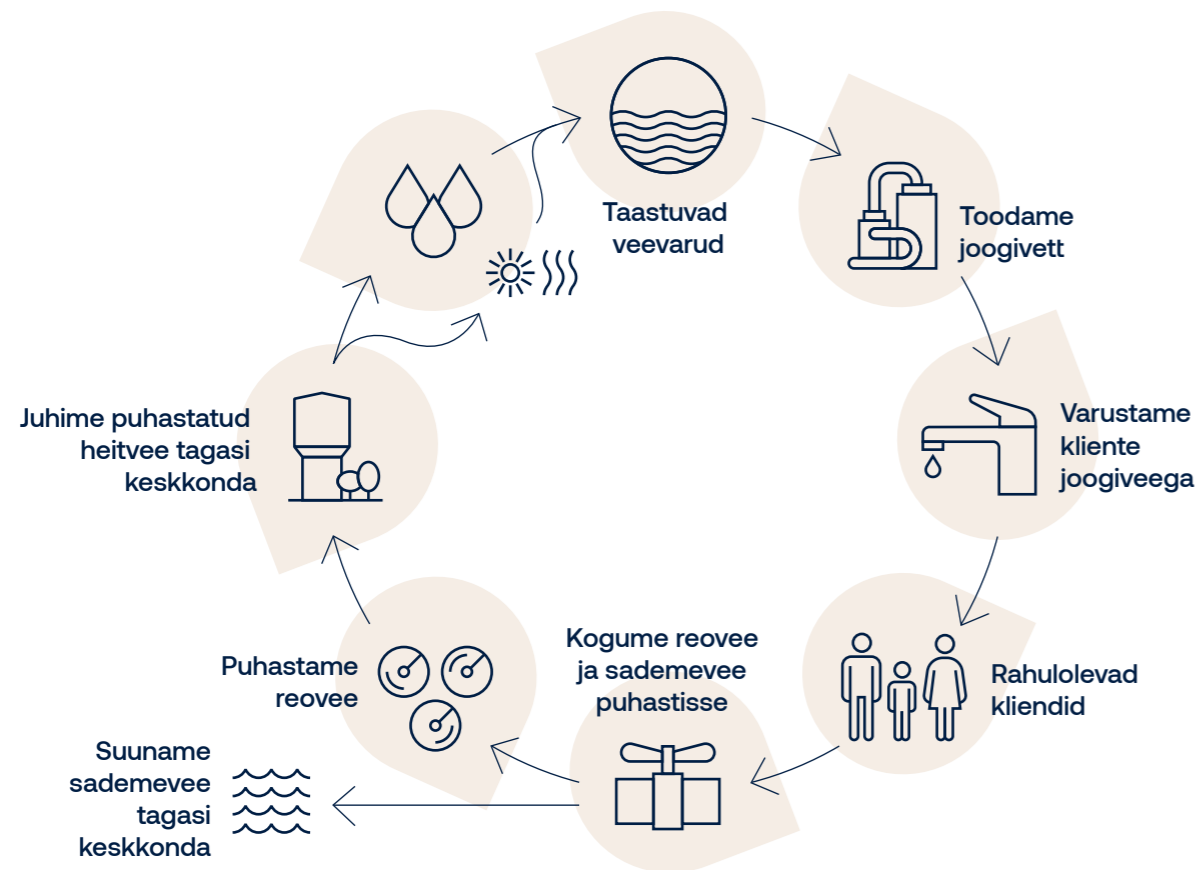 Taastuvad
veevarud
Toodame
joogivett
Varustame
kliente
joogiveega
Rahulolevad
kliendid
Kogume reovee
ja sademevee
puhastisse
Puhastame
reovee
Suuname
sademevee
tagasi
keskkonda
Juhime puhastatud
heitvee tagasi
keskkonda